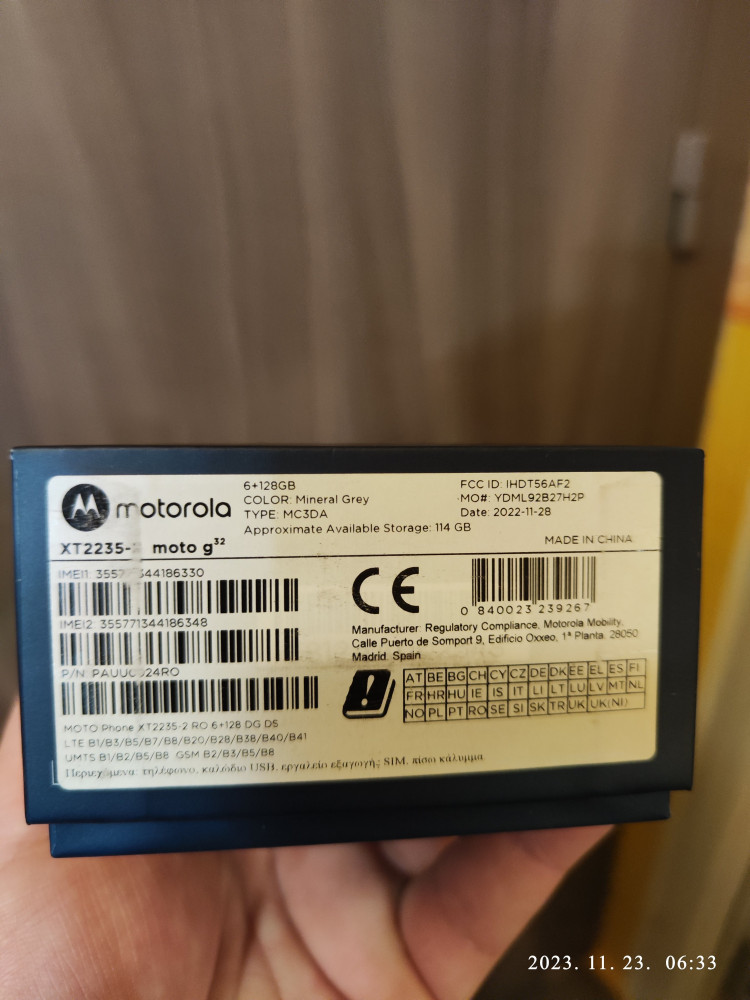 motorola
6+128GB
COLOR: Mineral Grey
TYPE: MC3DA
Approximate Available Storage: 114 GB
FCC ID: IHDT56AF2
MO#: YDML92B27H2P
Date: 2022-11-28
MADE IN CHINA
moto g32
IMEI1:
IMEI2: 355771344186348
0 840023 239267
P/N:
Manufacturer: Regulatory Compliance, Motorola Mobility,
Calle Puerto de Somport 9, Edificio Oxxeo, 1ª Planta, 28050
Madrid, Spain
AT BE BG CH CY CZ DE DK EE EL ES FI
FR HR HU IE IS IT LI LT LU LV MT NL
NO PL PT RO SE SI SK TR UK UK(NI)
MOTO Phone XT2235-2 RO 6+128 DG DS
LTE B1/B3/B5/B7/B8/B20/B28/B38/B40/B41
UMTS B1/B2/B5/B8 GSM B2/B3/B5/B8
Περιεχόμενα: τηλέφωνο, καλώδιο USB, εργαλείο εξαγωγής SIM, πίσω κάλυμμα
2023. 11. 23. 06:33